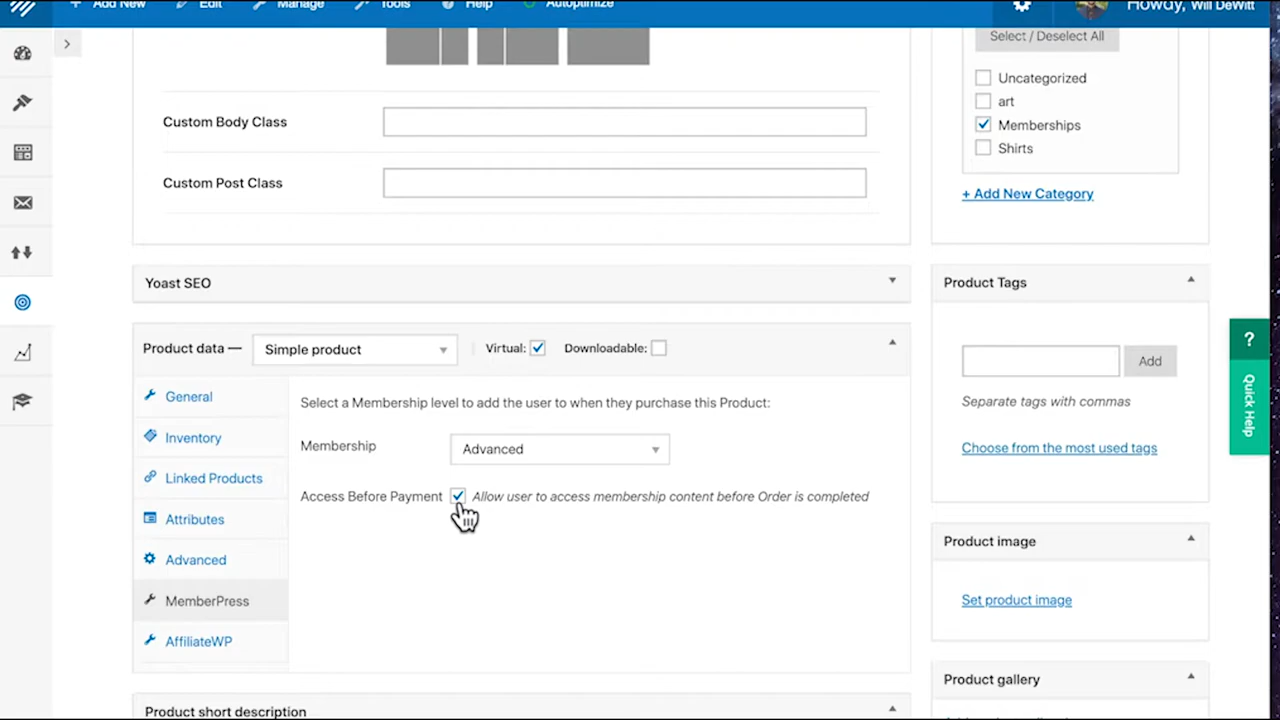 Add New Edit Manage Tools Help Autoptimize Howdy, Will DeWitt
Select / Deselect All
Uncategorized
art
Memberships
Shirts
+ Add New Category
Custom Body Class
Custom Post Class
Yoast SEO
Product data — Simple product Virtual: Downloadable:
General
Inventory
Linked Products
Attributes
Advanced
MemberPress
AffiliateWP
Select a Membership level to add the user to when they purchase this Product:
Membership Advanced
Access Before Payment Allow user to access membership content before Order is completed
Product short description
Product Tags
Add
Separate tags with commas
Choose from the most used tags
Product image
Set product image
Product gallery
? Quick Help